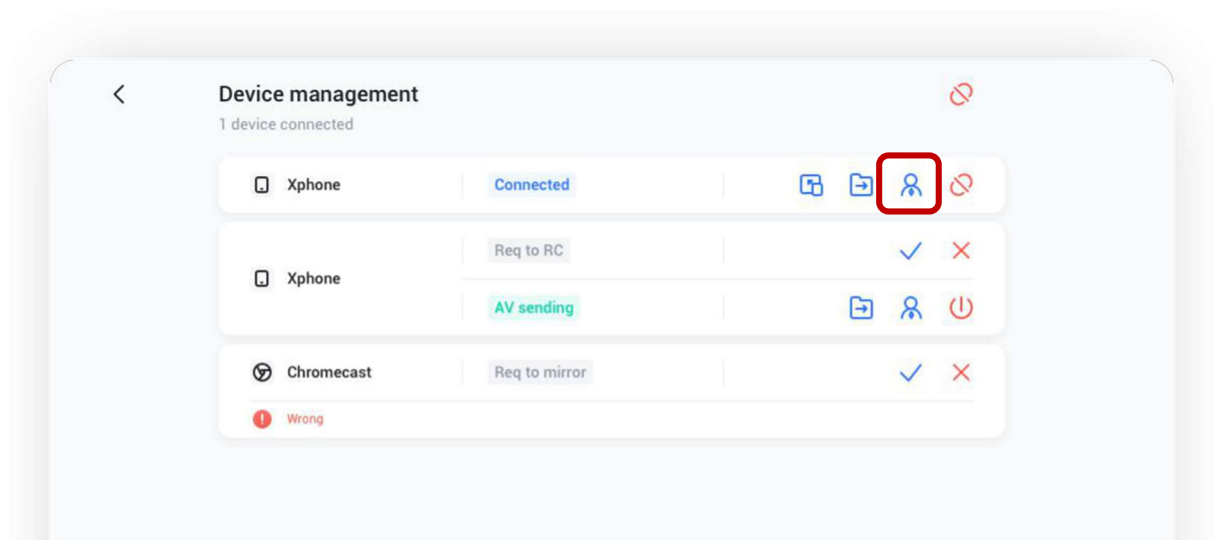 Device management
1 device connected
Xphone
Connected
Req to RC
Xphone
AV sending
Chromecast
Req to mirror
Wrong